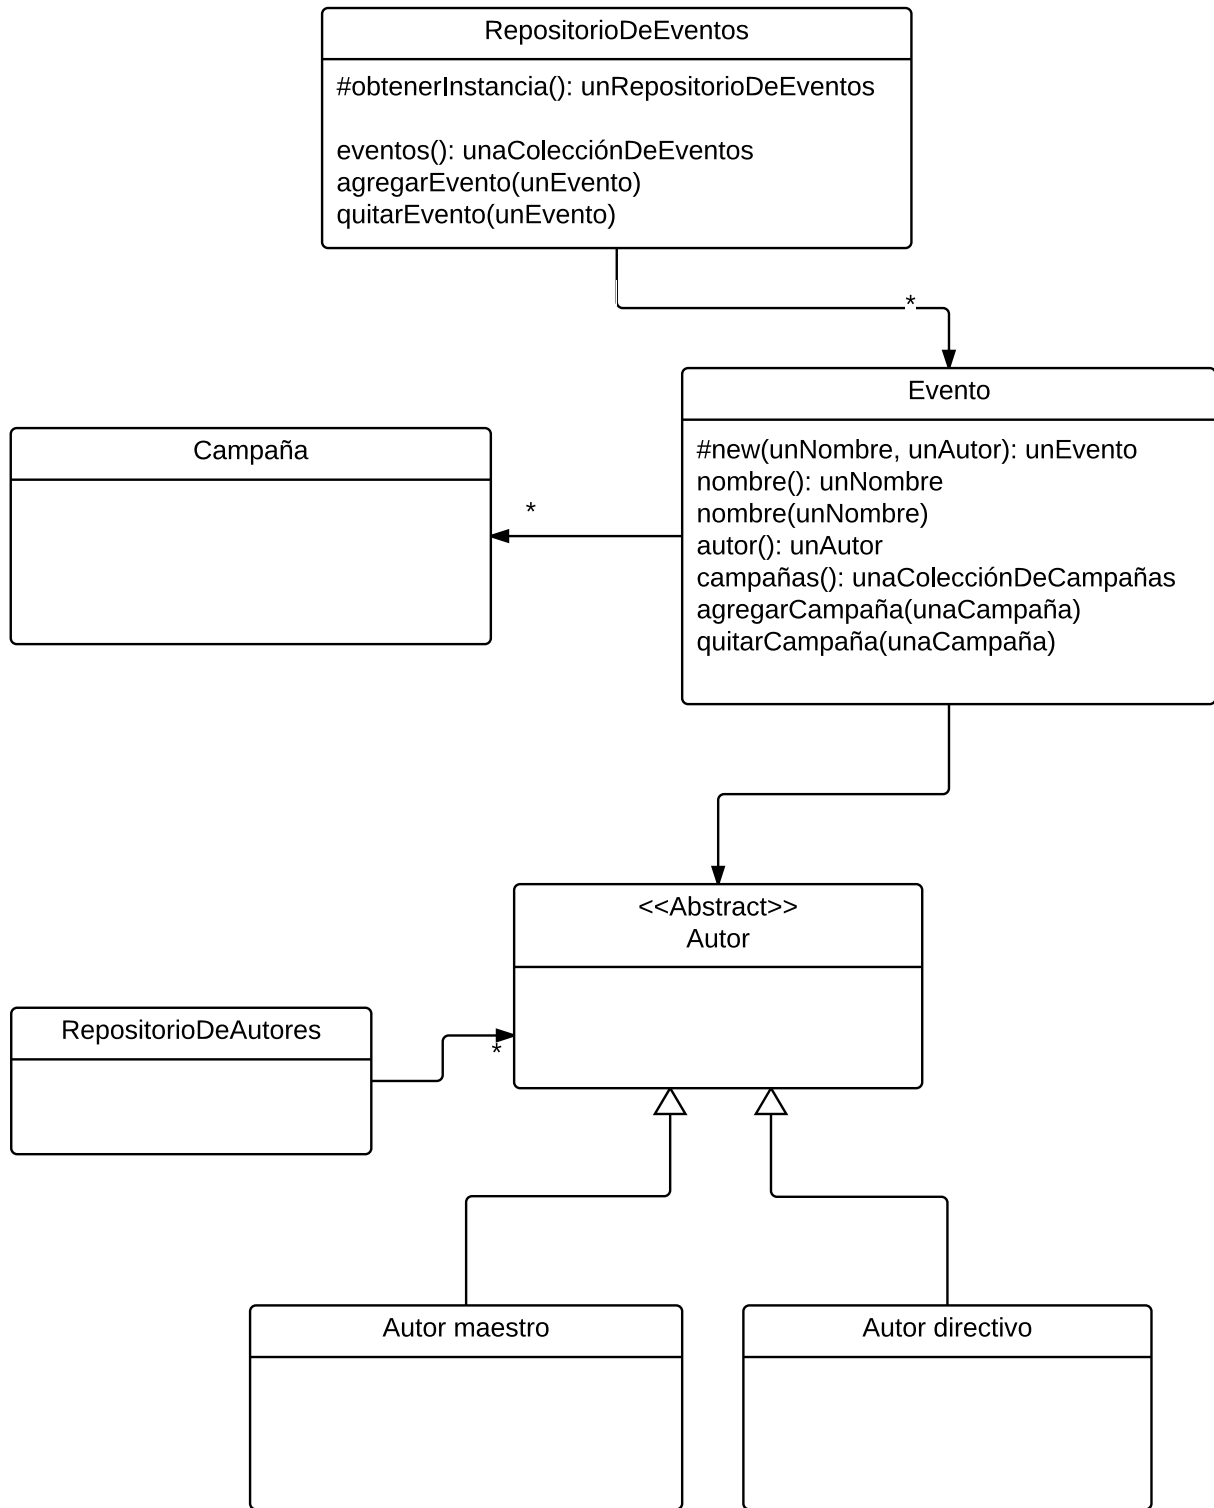 RepositorioDeEventos
#obtenerInstancia(): unRepositorioDeEventos
eventos(): unaColecciónDeEventos
agregarEvento(unEvento)
quitarEvento(unEvento)
*
Evento
#new(unNombre, unAutor): unEvento
nombre(): unNombre
nombre(unNombre)
autor(): unAutor
campañas(): unaColecciónDeCampañas
agregarCampaña(unaCampaña)
quitarCampaña(unaCampaña)
Campaña
*
<<Abstract>>
Autor
RepositorioDeAutores
*
Autor maestro
Autor directivo